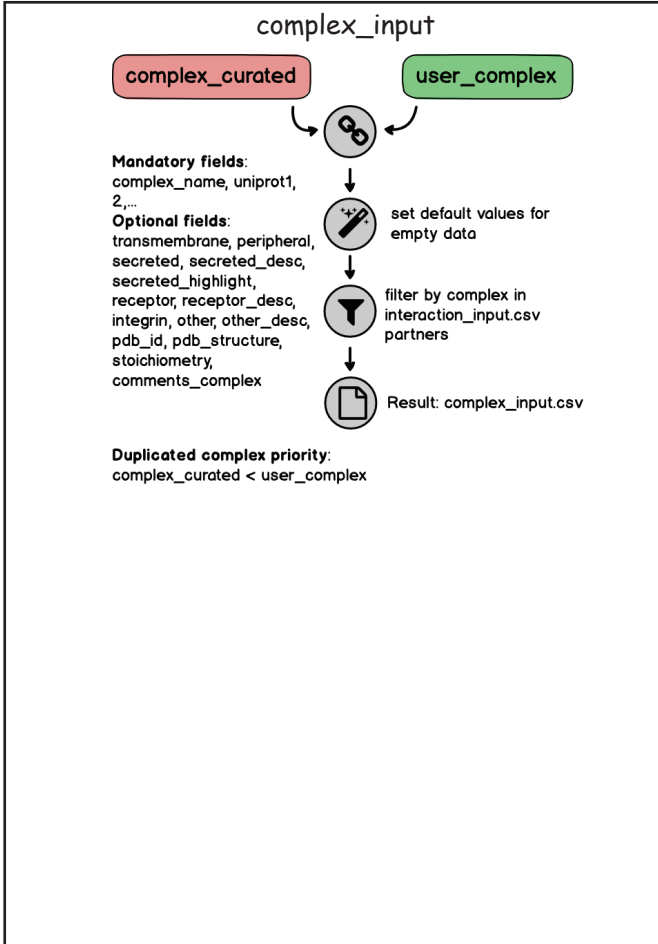 complex_input
complex_curated
user_complex
Mandatory fields:
complex_name, uniprot1,
2,...
Optional fields:
transmembrane, peripheral,
secreted, secreted_desc,
secreted_highlight,
receptor, receptor_desc,
integrin, other, other_desc,
pdb_id, pdb_structure,
stoichiometry,
comments_complex
set default values for
empty data
filter by complex in
interaction_input.csv
partners
Result: complex_input.csv
Duplicated complex priority:
complex_curated < user_complex